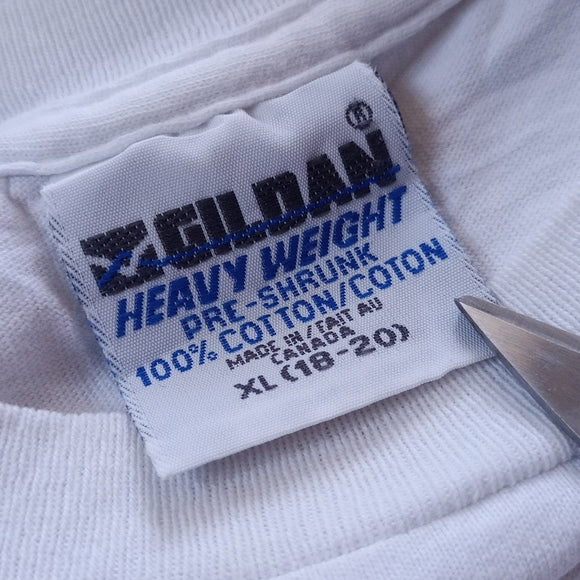 GILDAN®
HEAVY WEIGHT
PRE-SHRUNK
100% COTTON/COTON
MADE IN/FAIT AU
CANADA
XL (18-20)